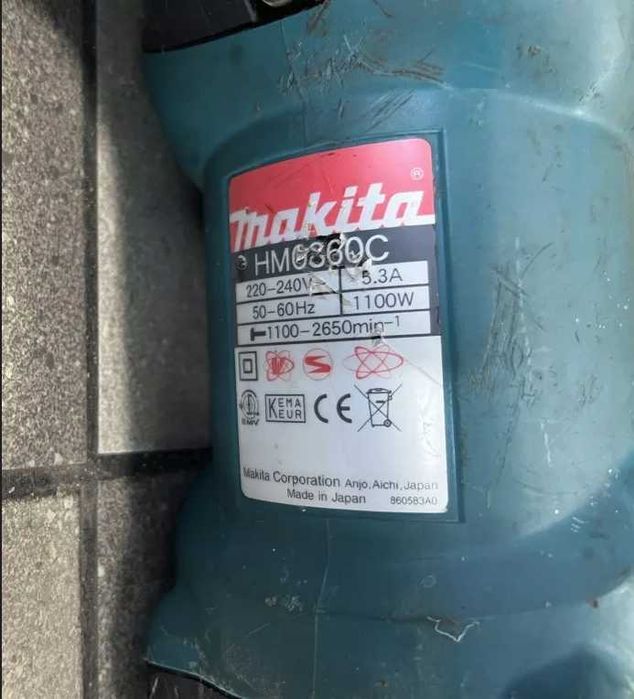 makita®
HM0860C
220-240V 5.3A
50-60Hz 1100W
1100-2650min-1
S
EMV
KEMA
EUR
CE
Makita Corporation Anjo, Aichi, Japan
Made in Japan 860583A0